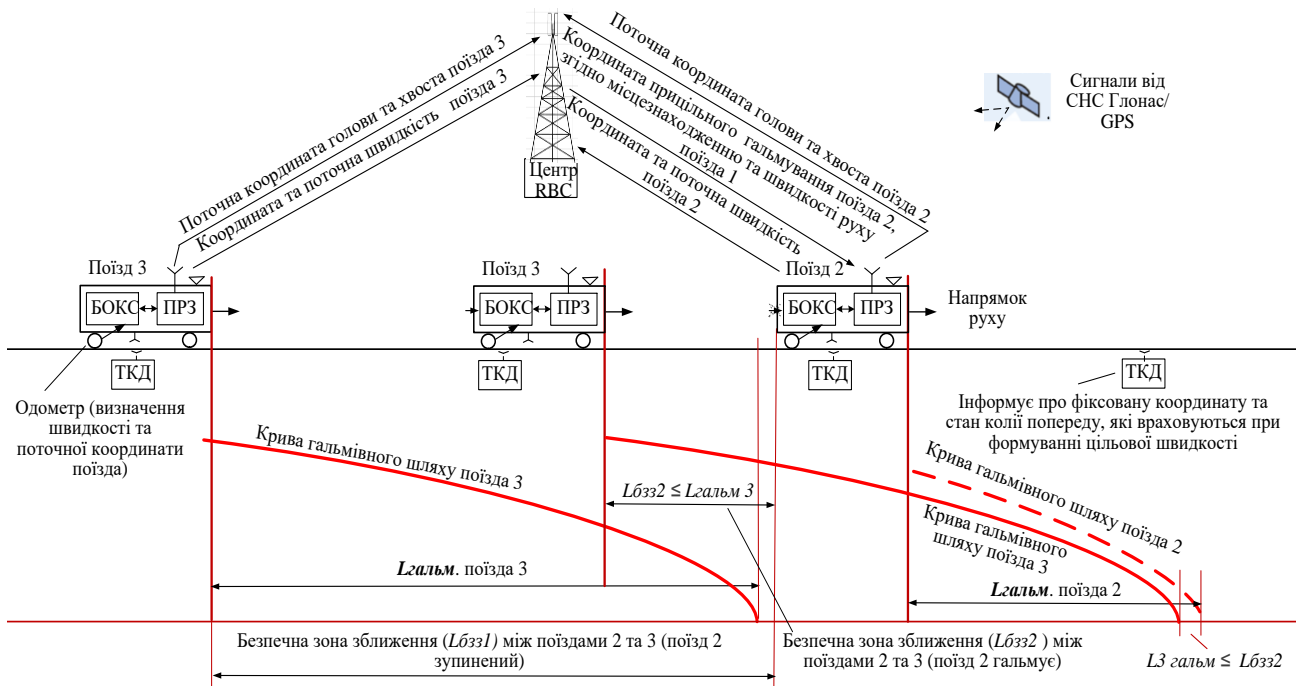 Поточна координати голови та хвоста поїзда 3
Координата та поточна швидкість поїзда 3
Поточна координата голови та хвоста поїзда 2
Координата прицільного гальмування поїзда 2,
згідно місцезнаходженню та швидкості руху
поїзда 1
Координата та поточна швидкість
поїзда 2
Центр
RBC
Сигнали від
СНС Глонас/
GPS
Поїзд 3
Поїзд 3
Поїзд 2
БОКС
ПРЗ
БОКС
ПРЗ
БОКС
ПРЗ
Напрямок
руху
ТКД
ТКД
ТКД
ТКД
Одометр (визначення
швидкості та
поточної координати
поїзда)
Інформує про фіксовану координату та
стан колії попереду, які враховуються при
формуванні цільової швидкості
Крива гальмівного шляху поїзда 3
Lбзз2 ≤ Lгальм 3
Крива гальмівного шляху поїзда 2
Крива гальмівного
шляху поїзда 3
Lгальм. поїзда 3
Lгальм. поїзда 2
Безпечна зона зближення (Lбзз1) між поїздами 2 та 3 (поїзд 2
зупинений)
Безпечна зона зближення (Lбзз2 ) між
поїздами 2 та 3 (поїзд 2 гальмує)
L3 гальм ≤ Lбзз2